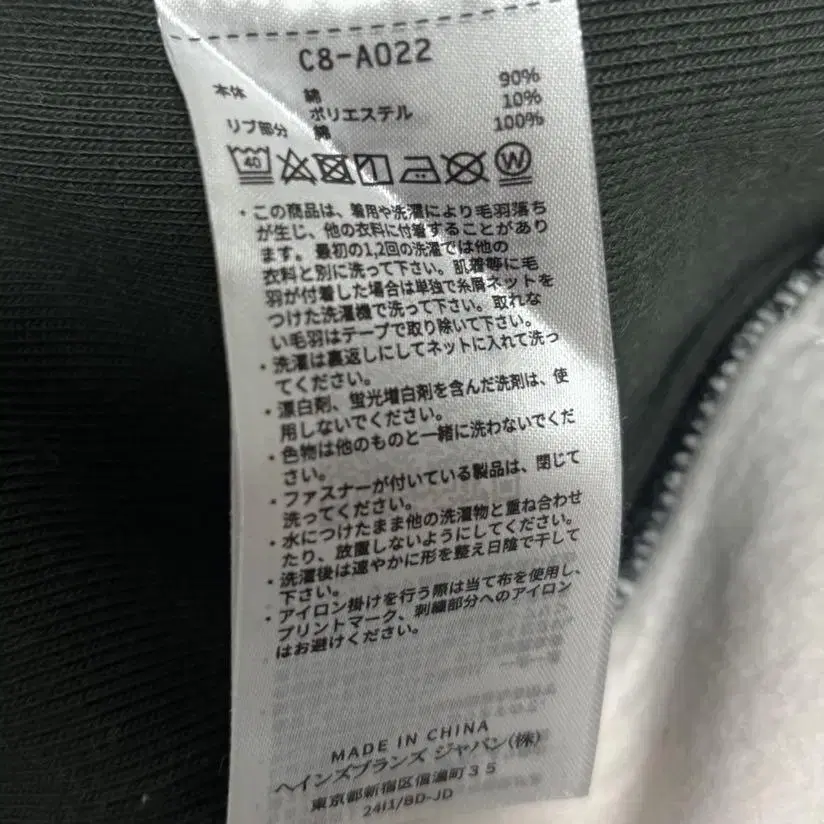 C8-A022
本体 綿 90%
ポリエステル 10%
リブ部分 綿 100%
40 W
・この商品は、着用や洗濯により毛羽落ち
が生じ、他の衣料に付着することがあり
ます。最初の1,2回の洗濯では他の
衣料と別に洗って下さい。肌着等に毛
羽が付着した場合は単独で糸屑ネットを
つけた洗濯機で洗って下さい。取れな
い毛羽はテープで取り除いて下さい。
・洗濯は裏返しにしてネットに入れて洗っ
てください。
・漂白剤、蛍光増白剤を含んだ洗剤は、使
用しないでください。
・色物は他のものと一緒に洗わないでくだ
さい。
・ファスナーが付いている製品は、閉じて
洗ってください。
・水につけたまま他の洗濯物と重ね合わせ
たり、放置しないようにしてください。
・洗濯後は速やかに形を整え日陰で干して
下さい。
・アイロン掛けを行う際は当て布を使用し、
プリントマーク、刺繍部分へのアイロン
はお避けください。
MADE IN CHINA
ヘインズブランズ ジャパン(株)
東京都新宿区信濃町35
24I1/BD-JD